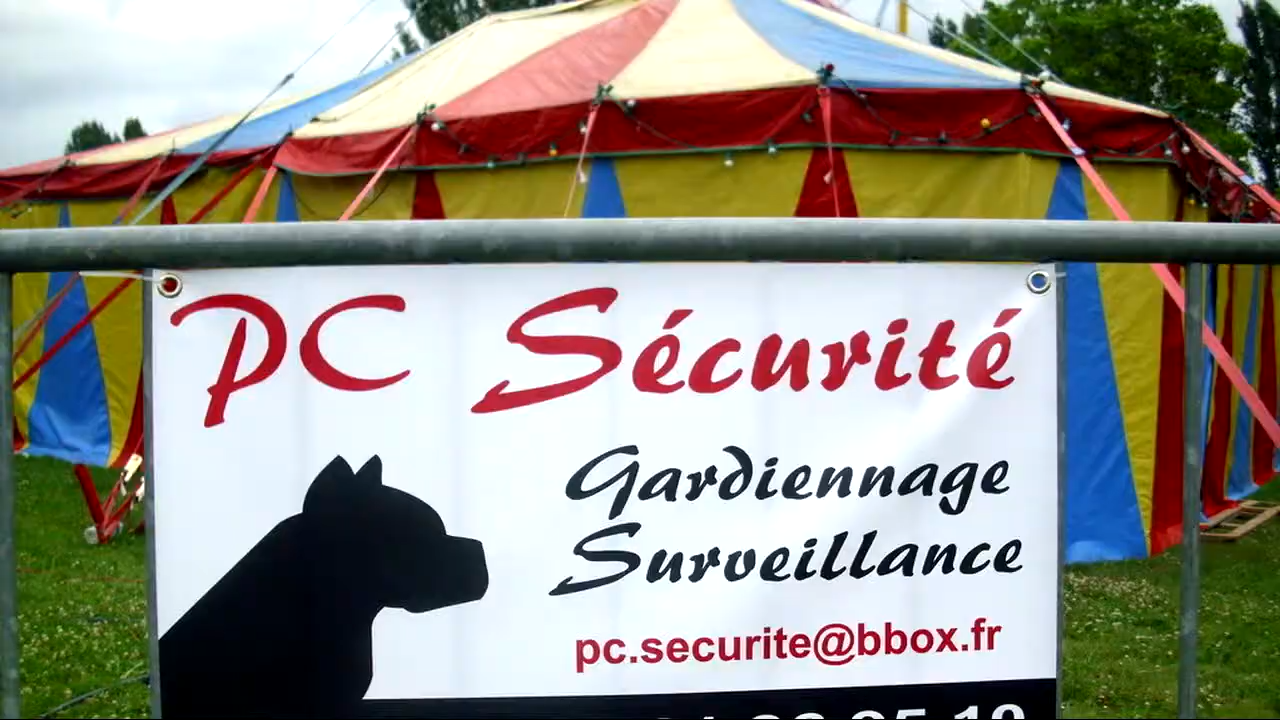 PC Sécurité
Gardiennage
Surveillance
pc.securite@bbox.fr